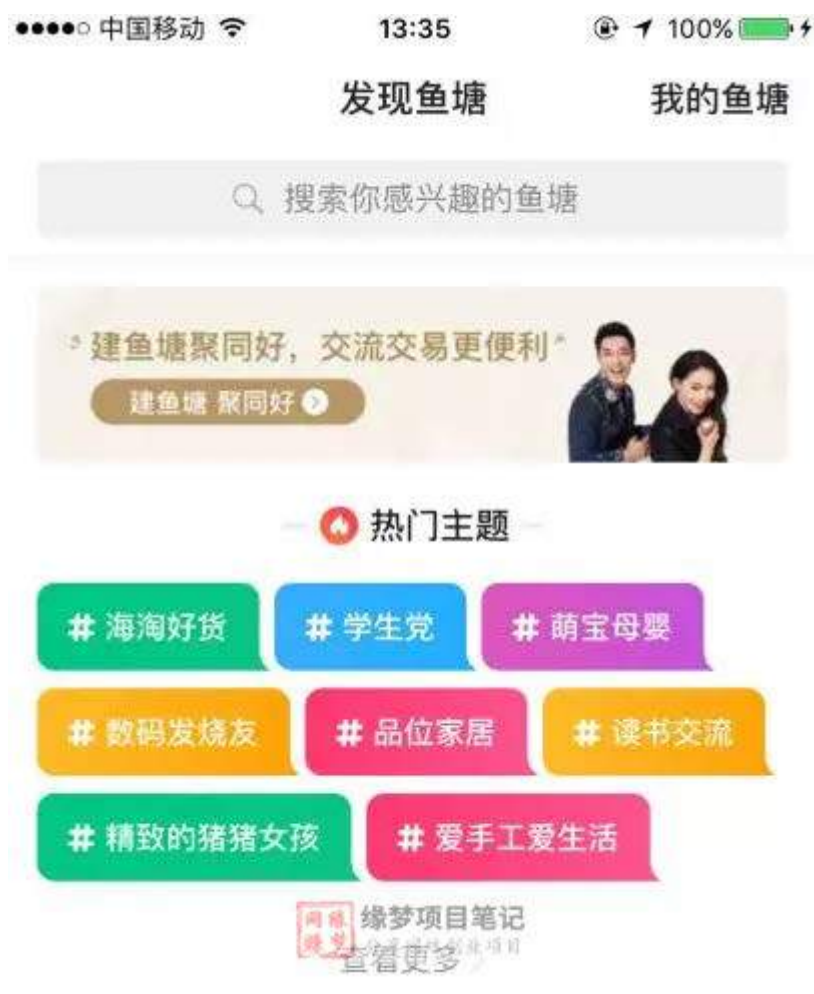 中国移动 13:35 100%
发现鱼塘 我的鱼塘
搜索你感兴趣的鱼塘
建鱼塘聚同好，交流交易更便利
建鱼塘 聚同好
热门主题
# 海淘好货 # 学生党 # 萌宝母婴
# 数码发烧友 # 品位家居 # 读书交流
# 精致的猪猪女孩 # 爱手工爱生活
缘梦项目笔记
查看更多